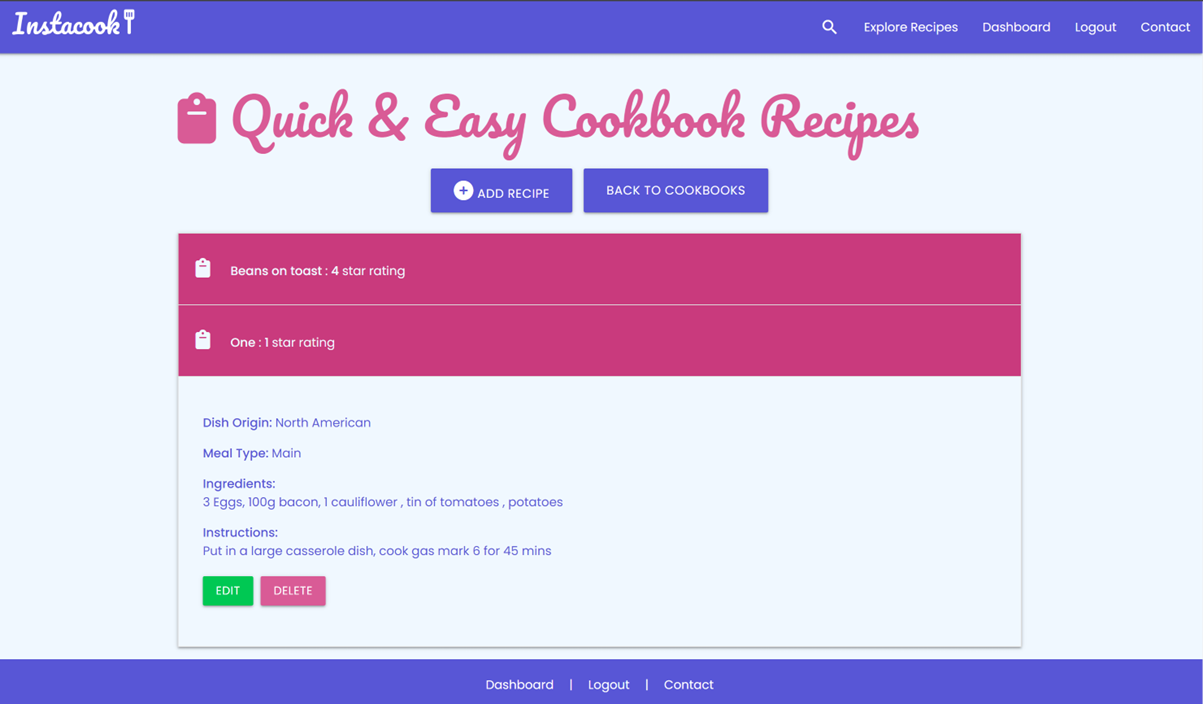 Instacook
Explore Recipes Dashboard Logout Contact
Quick & Easy Cookbook Recipes
ADD RECIPE BACK TO COOKBOOKS
Beans on toast : 4 star rating
One : 1 star rating
Dish Origin: North American
Meal Type: Main
Ingredients:
3 Eggs, 100g bacon, 1 cauliflower , tin of tomatoes , potatoes
Instructions:
Put in a large casserole dish, cook gas mark 6 for 45 mins
EDIT DELETE
Dashboard | Logout | Contact